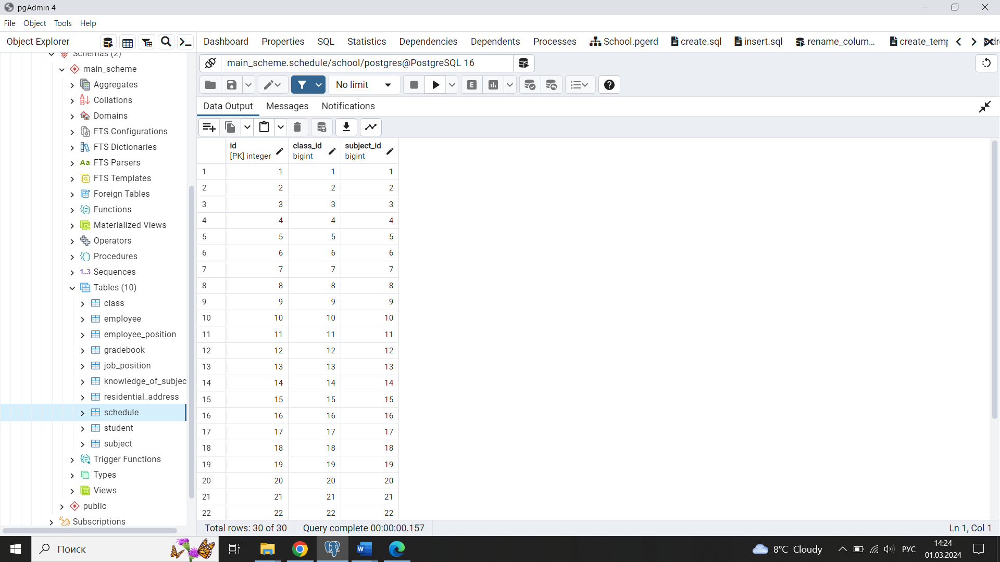 pgAdmin 4
File Object Tools Help
Object Explorer
Dashboard Properties SQL Statistics Dependencies Dependents Processes School.pgerd create.sql insert.sql rename_colum... create_temp
Schemas (2)
main_scheme
Aggregates
Collations
Domains
FTS Configurations
FTS Dictionaries
Aa FTS Parsers
FTS Templates
Foreign Tables
Functions
Materialized Views
Operators
Procedures
1..3 Sequences
Tables (10)
class
employee
employee_position
gradebook
job_position
knowledge_of_subjec
residential_address
schedule
student
subject
Trigger Functions
Types
Views
public
Subscriptions
main_scheme.schedule/school/postgres@PostgreSQL 16
No limit
E
Data Output Messages Notifications
id class_id subject_id
[PK] integer bigint bigint
1 1 1 1
2 2 2 2
3 3 3 3
4 4 4 4
5 5 5 5
6 6 6 6
7 7 7 7
8 8 8 8
9 9 9 9
10 10 10 10
11 11 11 11
12 12 12 12
13 13 13 13
14 14 14 14
15 15 15 15
16 16 16 16
17 17 17 17
18 18 18 18
19 19 19 19
20 20 20 20
21 21 21 21
22 22 22 22
Total rows: 30 of 30 Query complete 00:00:00.157 Ln 1, Col 1
Поиск
8°C Cloudy
РУС
14:24
01.03.2024